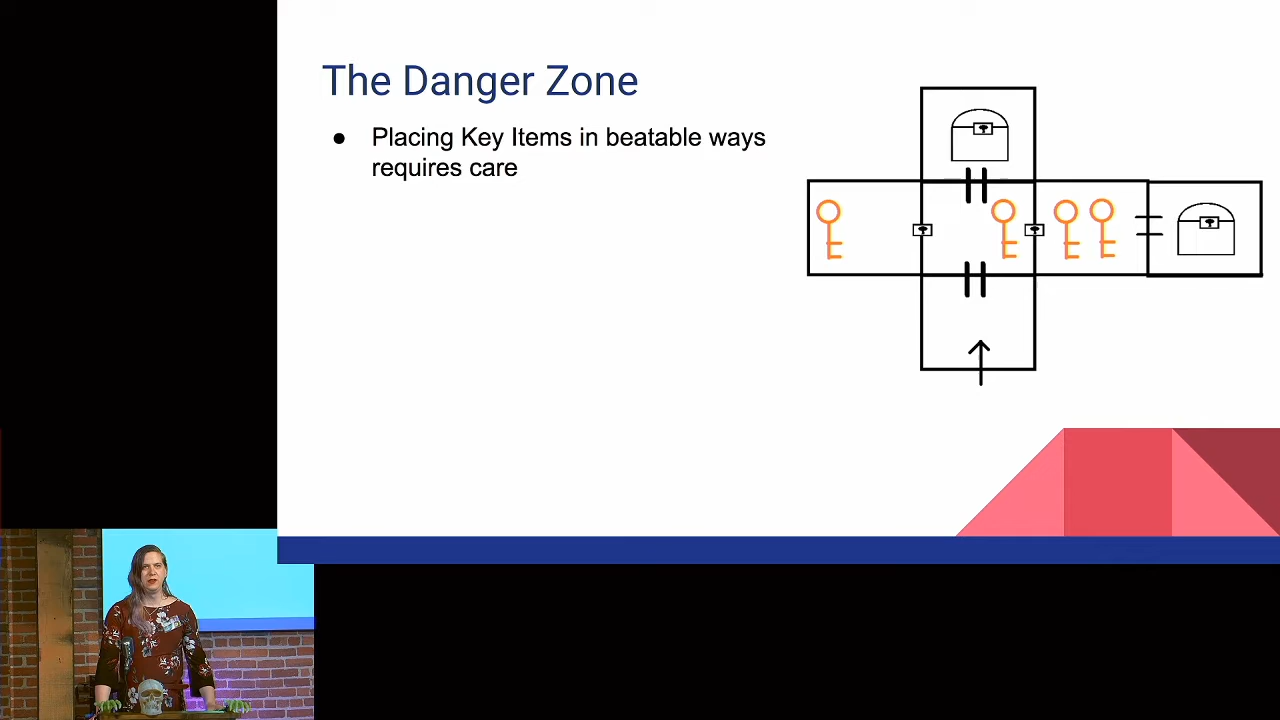 The Danger Zone
● Placing Key Items in beatable ways
requires care